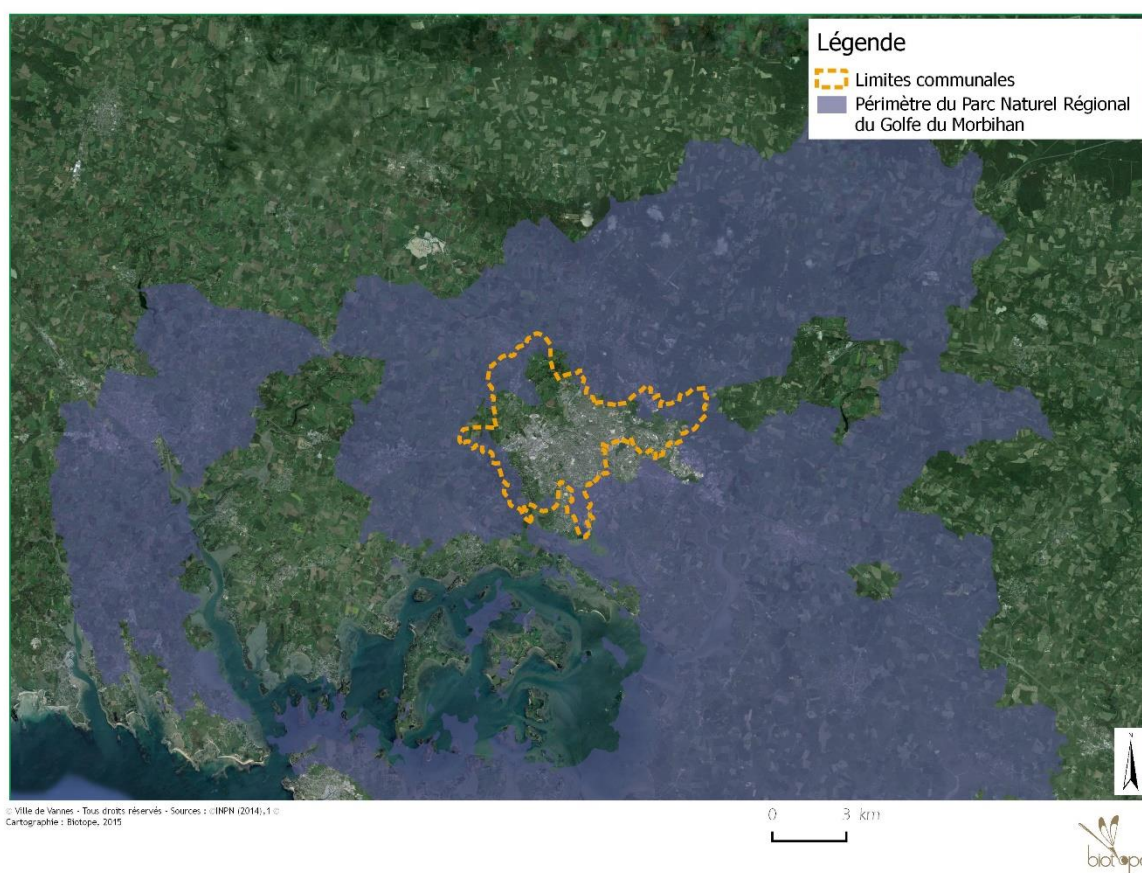 Légende
Limites communales
Périmètre du Parc Naturel Régional
du Golfe du Morbihan
N
© Ville de Vannes - Tous droits réservés - Sources : ©INPN (2014),1 ©
Cartographie : Biotope, 2015
0 3 km
biotope